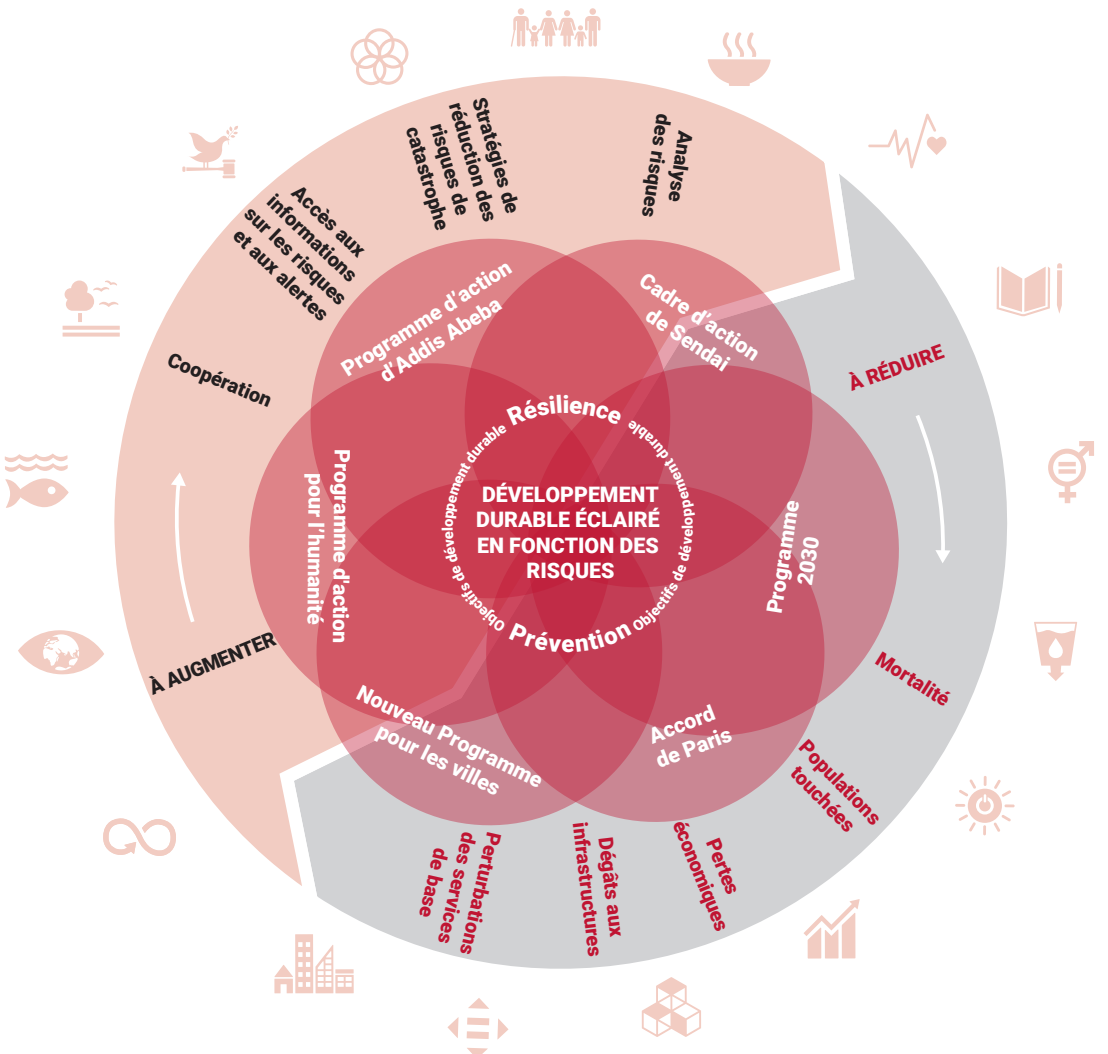 Stratégies de
réduction des
risques de
catastrophe
Analyse
des risques
Accès aux
informations
sur les risques
et aux alertes
Coopération
À AUGMENTER
À RÉDUIRE
Mortalité
Populations
touchées
Pertes
économiques
Dégâts aux
infrastructures
Perturbations
des services
de base
Programme d’action
d’Addis Abeba
Cadre d’action
de Sendai
Programme d’action
pour l’humanité
Programme
2030
Nouveau Programme
pour les villes
Accord
de Paris
Résilience
Objectifs de développement durable
Objectifs de développement durable
Prévention
DÉVELOPPEMENT
DURABLE ÉCLAIRÉ
EN FONCTION DES
RISQUES